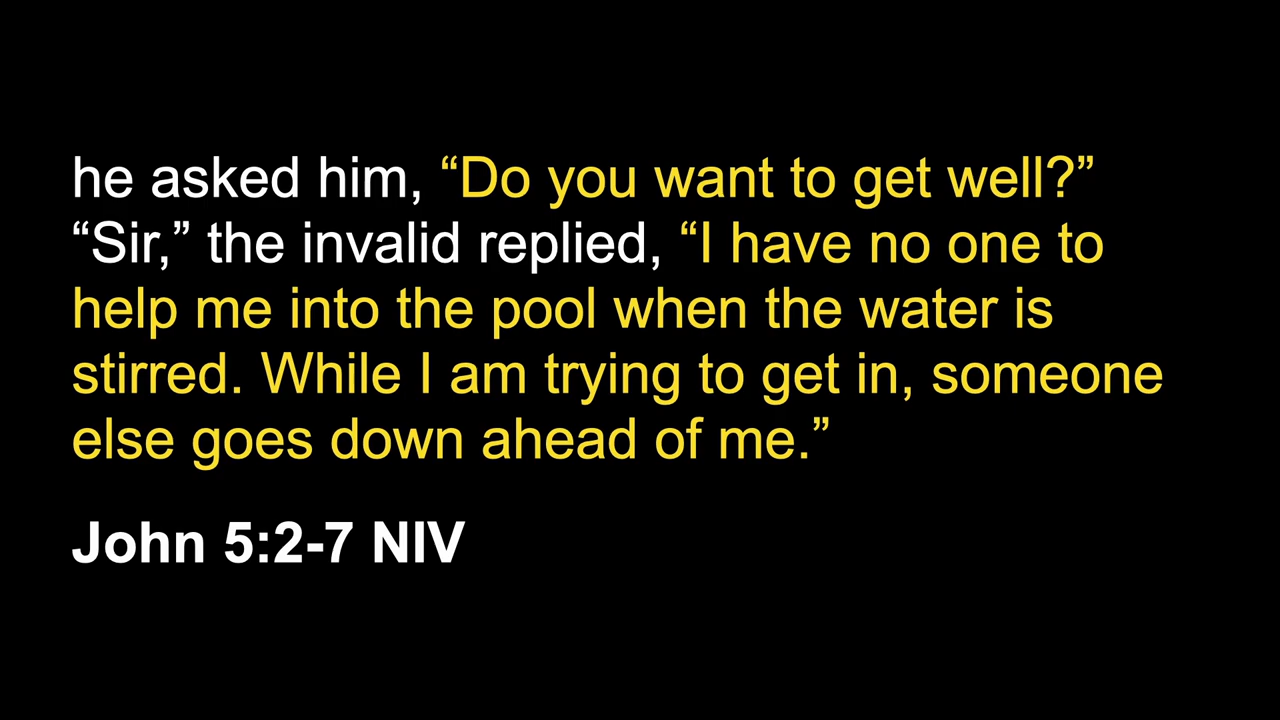 he asked him, “Do you want to get well?”
“Sir,” the invalid replied, “I have no one to
help me into the pool when the water is
stirred. While I am trying to get in, someone
else goes down ahead of me.”
John 5:2-7 NIV